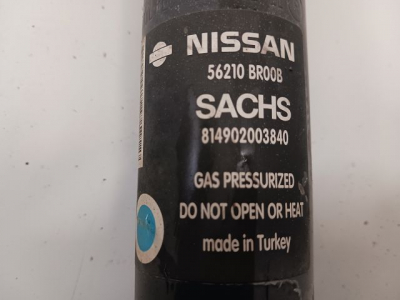 NISSAN
56210 BR00B
SACHS
814902003840
GAS PRESSURIZED
DO NOT OPEN OR HEAT
made in Turkey